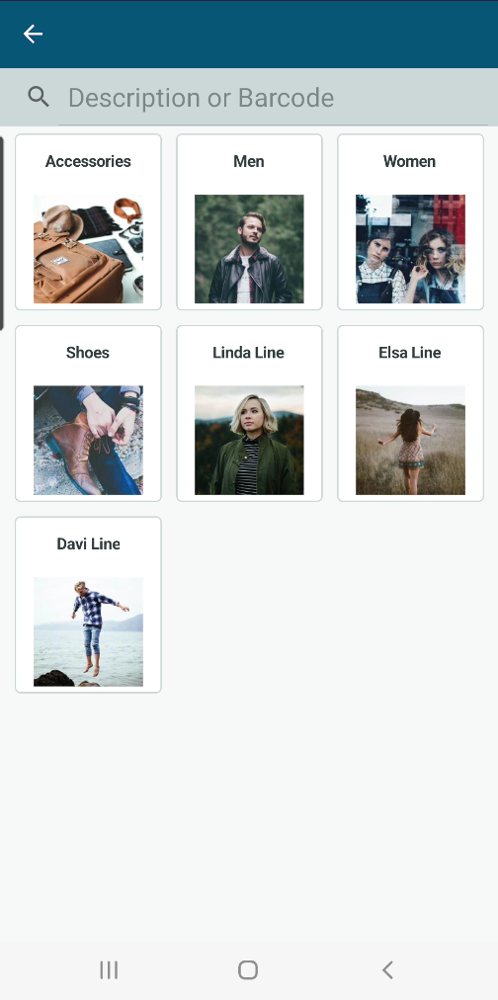 Description or Barcode
Accessories
Men
Women
Shoes
Linda Line
Elsa Line
Davi Line